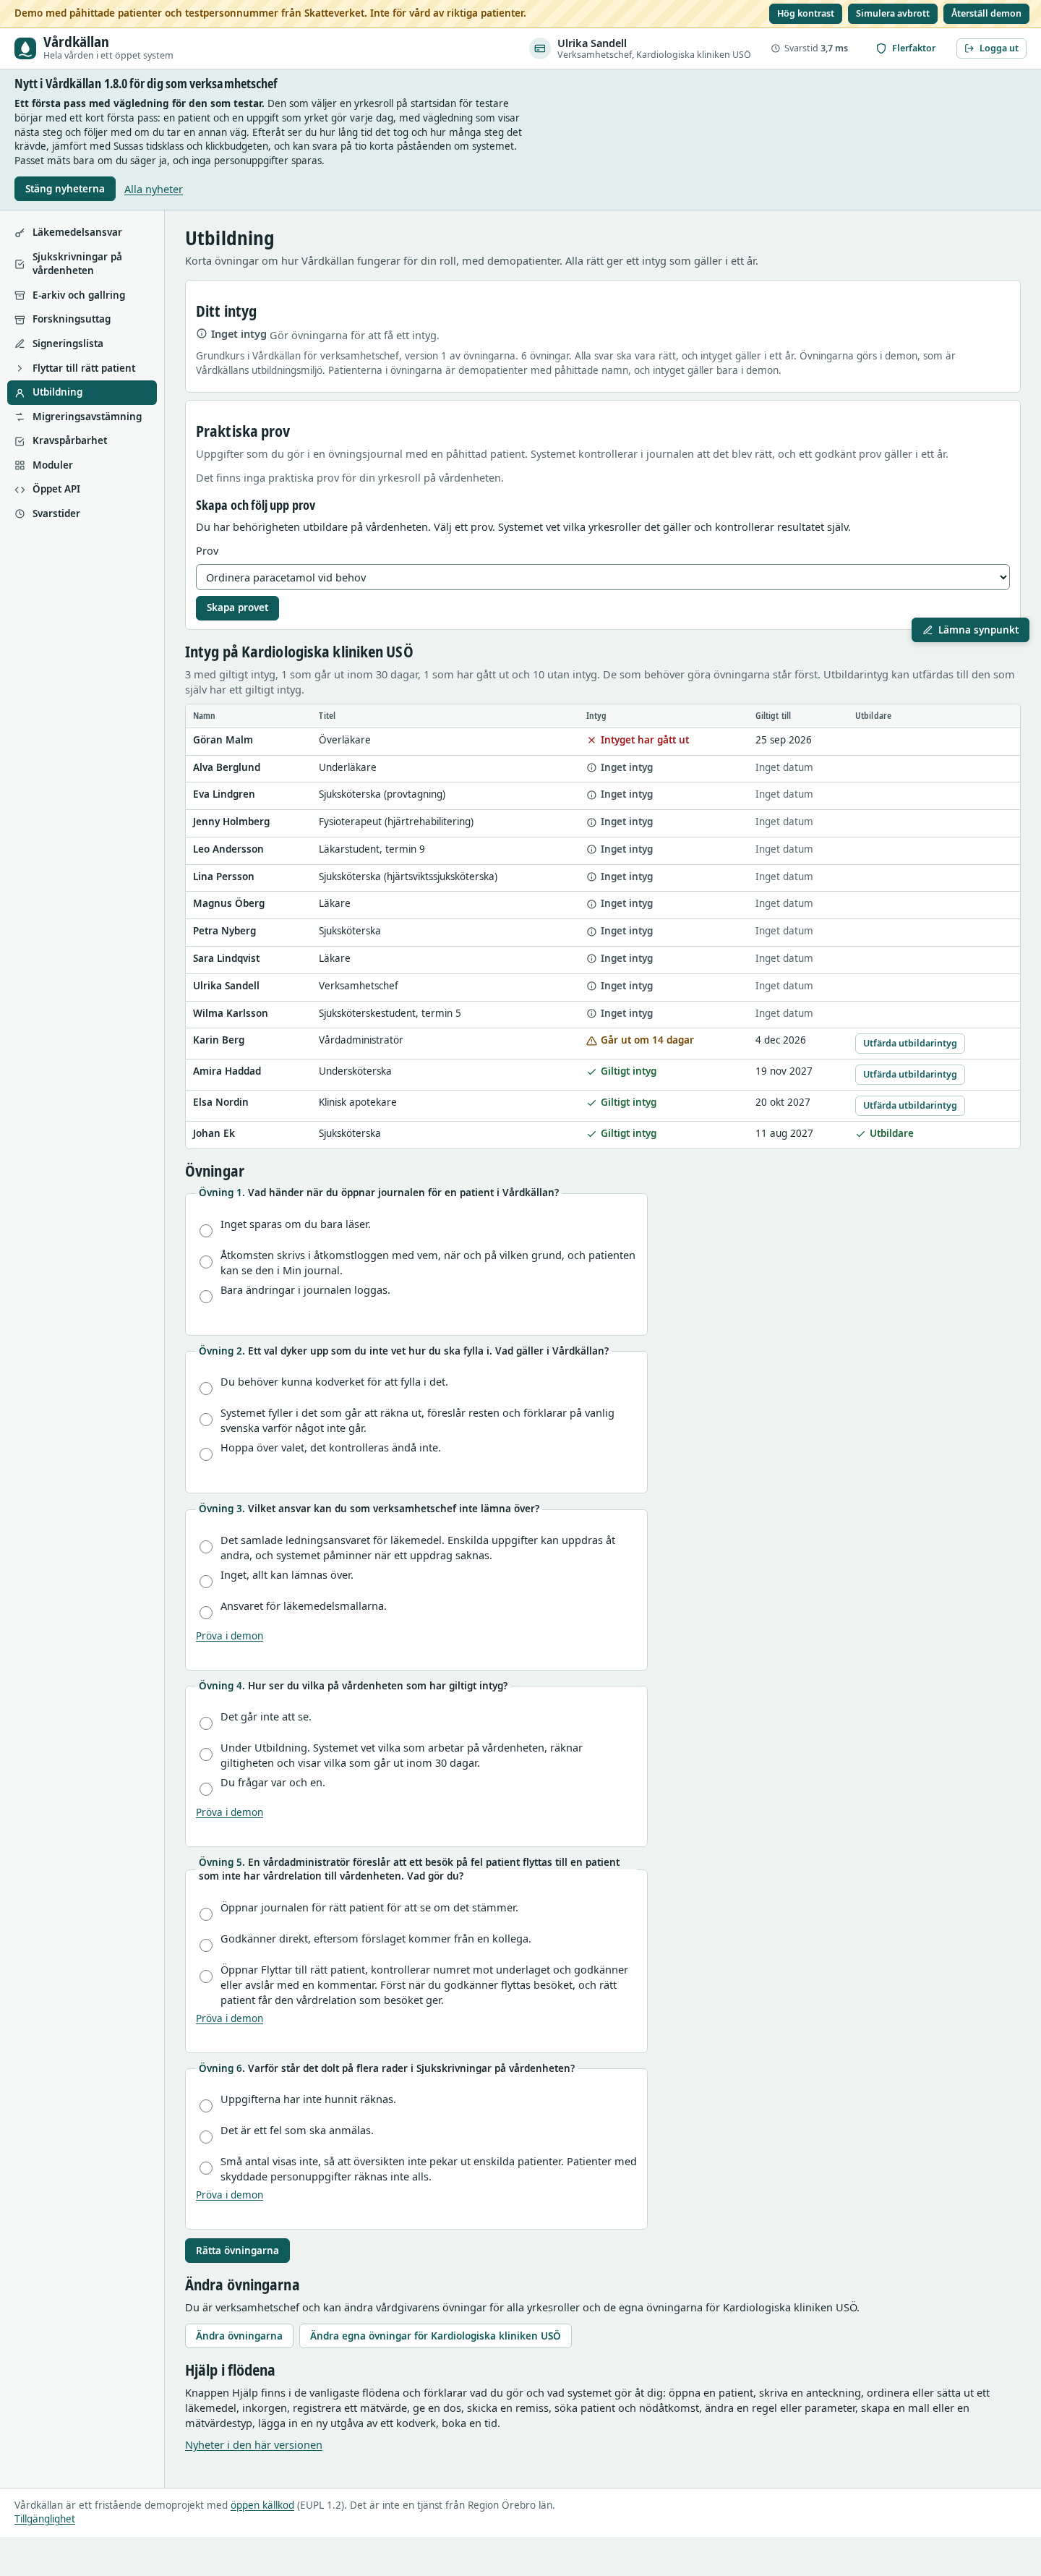 Demo med påhittade patienter och testpersonnummer från Skatteverket. Inte för vård av riktiga patienter.
Hög kontrast
Simulera avbrott
Återställ demon
Vårdkällan
Hela vården i ett öppet system
Ulrika Sandell
Verksamhetschef, Kardiologiska kliniken USÖ
Svarstid 3,7 ms
Flerfaktor
Logga ut
Nytt i Vårdkällan 1.8.0 för dig som verksamhetschef
Ett första pass med vägledning för den som testar. Den som väljer en yrkesroll på startsidan för testare
börjar med ett kort första pass: en patient och en uppgift som yrket gör varje dag, med vägledning som visar
nästa steg och följer med om du tar en annan väg. Efteråt ser du hur lång tid det tog och hur många steg det
krävde, jämfört med Sussas tidsklass och klickbudgeten, och kan svara på tio korta påståenden om systemet.
Passet mäts bara om du säger ja, och inga personuppgifter sparas.
Stäng nyheterna
Alla nyheter
Läkemedelsansvar
Sjukskrivningar på
vårdenheten
E-arkiv och gallring
Forskningsuttag
Signeringslista
Flyttar till rätt patient
Utbildning
Migreringsavstämning
Kravspårbarhet
Moduler
Öppet API
Svarstider
Utbildning
Korta övningar om hur Vårdkällan fungerar för din roll, med demopatienter. Alla rätt ger ett intyg som gäller i ett år.
Ditt intyg
Inget intyg Gör övningarna för att få ett intyg.
Grundkurs i Vårdkällan för verksamhetschef, version 1 av övningarna. 6 övningar. Alla svar ska vara rätt, och intyget gäller i ett år. Övningarna görs i demon, som är
Vårdkällans utbildningsmiljö. Patienterna i övningarna är demopatienter med påhittade namn, och intyget gäller bara i demon.
Praktiska prov
Uppgifter som du gör i en övningsjournal med en påhittad patient. Systemet kontrollerar i journalen att det blev rätt, och ett godkänt prov gäller i ett år.
Det finns inga praktiska prov för din yrkesroll på vårdenheten.
Skapa och följ upp prov
Du har behörigheten utbildare på vårdenheten. Välj ett prov. Systemet vet vilka yrkesroller det gäller och kontrollerar resultatet själv.
Prov
Ordinera paracetamol vid behov
Skapa provet
Lämna synpunkt
Intyg på Kardiologiska kliniken USÖ
3 med giltigt intyg, 1 som går ut inom 30 dagar, 1 som har gått ut och 10 utan intyg. De som behöver göra övningarna står först. Utbildarintyg kan utfärdas till den som
själv har ett giltigt intyg.
Namn Titel Intyg Giltigt till Utbildare
Göran Malm Överläkare Intyget har gått ut 25 sep 2026
Alva Berglund Underläkare Inget intyg Inget datum
Eva Lindgren Sjuksköterska (provtagning) Inget intyg Inget datum
Jenny Holmberg Fysioterapeut (hjärtrehabilitering) Inget intyg Inget datum
Leo Andersson Läkarstudent, termin 9 Inget intyg Inget datum
Lina Persson Sjuksköterska (hjärtsviktssjuksköterska) Inget intyg Inget datum
Magnus Öberg Läkare Inget intyg Inget datum
Petra Nyberg Sjuksköterska Inget intyg Inget datum
Sara Lindqvist Läkare Inget intyg Inget datum
Ulrika Sandell Verksamhetschef Inget intyg Inget datum
Wilma Karlsson Sjuksköterskestudent, termin 5 Inget intyg Inget datum
Karin Berg Vårdadministratör Går ut om 14 dagar 4 dec 2026 Utfärda utbildarintyg
Amira Haddad Undersköterska Giltigt intyg 19 nov 2027 Utfärda utbildarintyg
Elsa Nordin Klinisk apotekare Giltigt intyg 20 okt 2027 Utfärda utbildarintyg
Johan Ek Sjuksköterska Giltigt intyg 11 aug 2027 Utbildare
Övningar
Övning 1. Vad händer när du öppnar journalen för en patient i Vårdkällan?
Inget sparas om du bara läser.
Åtkomsten skrivs i åtkomstloggen med vem, när och på vilken grund, och patienten
kan se den i Min journal.
Bara ändringar i journalen loggas.
Övning 2. Ett val dyker upp som du inte vet hur du ska fylla i. Vad gäller i Vårdkällan?
Du behöver kunna kodverket för att fylla i det.
Systemet fyller i det som går att räkna ut, föreslår resten och förklarar på vanlig
svenska varför något inte går.
Hoppa över valet, det kontrolleras ändå inte.
Övning 3. Vilket ansvar kan du som verksamhetschef inte lämna över?
Det samlade ledningsansvaret för läkemedel. Enskilda uppgifter kan uppdras åt
andra, och systemet påminner när ett uppdrag saknas.
Inget, allt kan lämnas över.
Ansvaret för läkemedelsmallarna.
Pröva i demon
Övning 4. Hur ser du vilka på vårdenheten som har giltigt intyg?
Det går inte att se.
Under Utbildning. Systemet vet vilka som arbetar på vårdenheten, räknar
giltigheten och visar vilka som går ut inom 30 dagar.
Du frågar var och en.
Pröva i demon
Övning 5. En vårdadministratör föreslår att ett besök på fel patient flyttas till en patient
som inte har vårdrelation till vårdenheten. Vad gör du?
Öppnar journalen för rätt patient för att se om det stämmer.
Godkänner direkt, eftersom förslaget kommer från en kollega.
Öppnar Flyttar till rätt patient, kontrollerar numret mot underlaget och godkänner
eller avslår med en kommentar. Först när du godkänner flyttas besöket, och rätt
patient får den vårdrelation som besöket ger.
Pröva i demon
Övning 6. Varför står det dolt på flera rader i Sjukskrivningar på vårdenheten?
Uppgifterna har inte hunnit räknas.
Det är ett fel som ska anmälas.
Små antal visas inte, så att översikten inte pekar ut enskilda patienter. Patienter med
skyddade personuppgifter räknas inte alls.
Pröva i demon
Rätta övningarna
Ändra övningarna
Du är verksamhetschef och kan ändra vårdgivarens övningar för alla yrkesroller och de egna övningarna för Kardiologiska kliniken USÖ.
Ändra övningarna
Ändra egna övningar för Kardiologiska kliniken USÖ
Hjälp i flödena
Knappen Hjälp finns i de vanligaste flödena och förklarar vad du gör och vad systemet gör åt dig: öppna en patient, skriva en anteckning, ordinera eller sätta ut ett
läkemedel, inkorgen, registrera ett mätvärde, ge en dos, skicka en remiss, söka patient och nödåtkomst, ändra en regel eller parameter, skapa en mall eller en
mätvärdestyp, lägga in en ny utgåva av ett kodverk, boka en tid.
Nyheter i den här versionen
Vårdkällan är ett fristående demoprojekt med öppen källkod (EUPL 1.2). Det är inte en tjänst från Region Örebro län.
Tillgänglighet